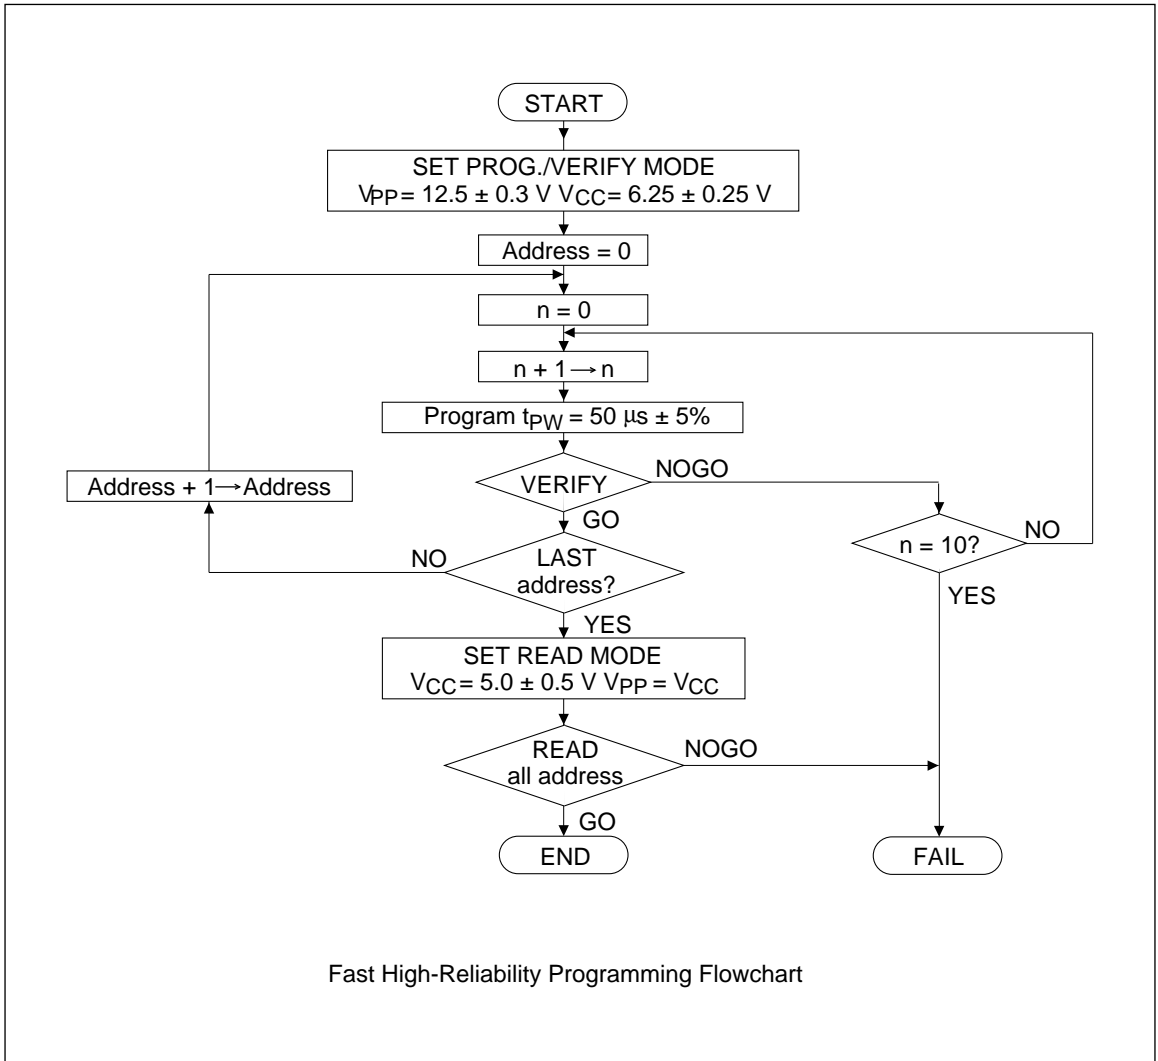 START
SET PROG./VERIFY MODE
VPP = 12.5 ± 0.3 V VCC = 6.25 ± 0.25 V
Address = 0
n = 0
n + 1→n
Program tPW = 50 μs ± 5%
Address + 1→Address
VERIFY
NOGO
GO
n = 10?
NO
NO
LAST
address?
YES
YES
SET READ MODE
VCC = 5.0 ± 0.5 V VPP = VCC
READ
all address
NOGO
GO
END
FAIL
Fast High-Reliability Programming Flowchart